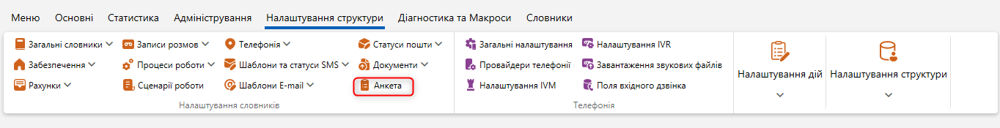 Меню Основні Статистика Адміністрування Налаштування структури Діагностика та Макроси Словники
Загальні словники Записи розмов Телефонія Статуси пошти Загальні налаштування Налаштування IVR
Забезпечення Процеси роботи Шаблони та статуси SMS Документи Провайдери телефонії Завантаження звукових файлів
Рахунки Сценарії роботи Шаблони E-mail Анкета Налаштування IVM Поля вхідного дзвінка
Налаштування дій Налаштування структури
Налаштування словників Телефонія